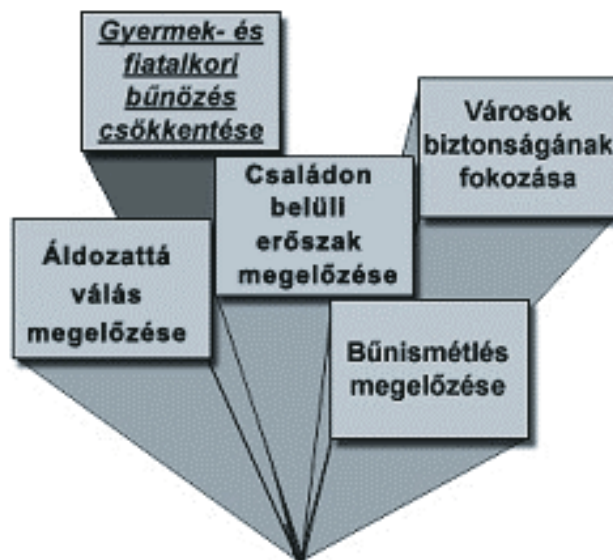 Gyermek- és
fiatalkori
bűnözés
csökkentése
Városok
biztonságának
fokozása
Családon
belüli
erőszak
megelőzése
Áldozattá
válás
megelőzése
Bűnismétlés
megelőzése